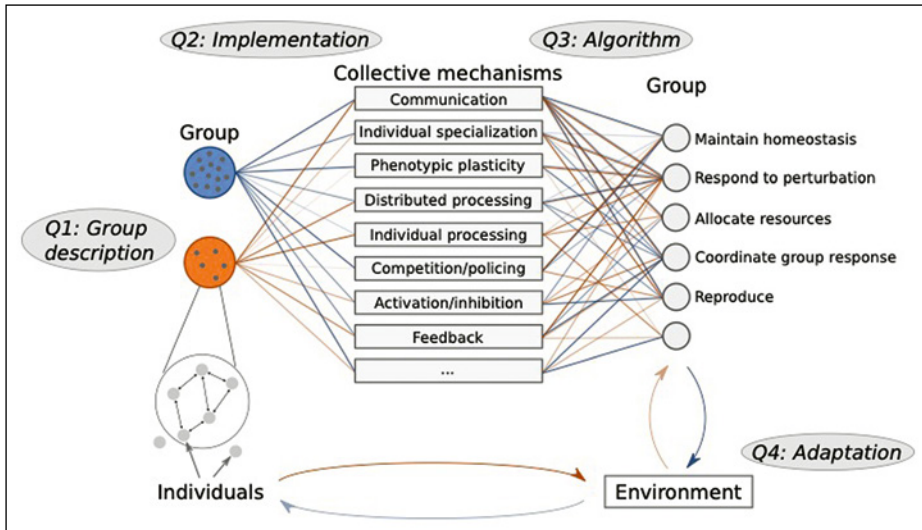 Q2: Implementation
Q3: Algorithm
Collective mechanisms
Group
Group
Communication
Individual specialization
Phenotypic plasticity
Distributed processing
Individual processing
Competition/policing
Activation/inhibition
Feedback
...
Maintain homeostasis
Respond to perturbation
Allocate resources
Coordinate group response
Reproduce
Q1: Group
description
Q4: Adaptation
Individuals
Environment